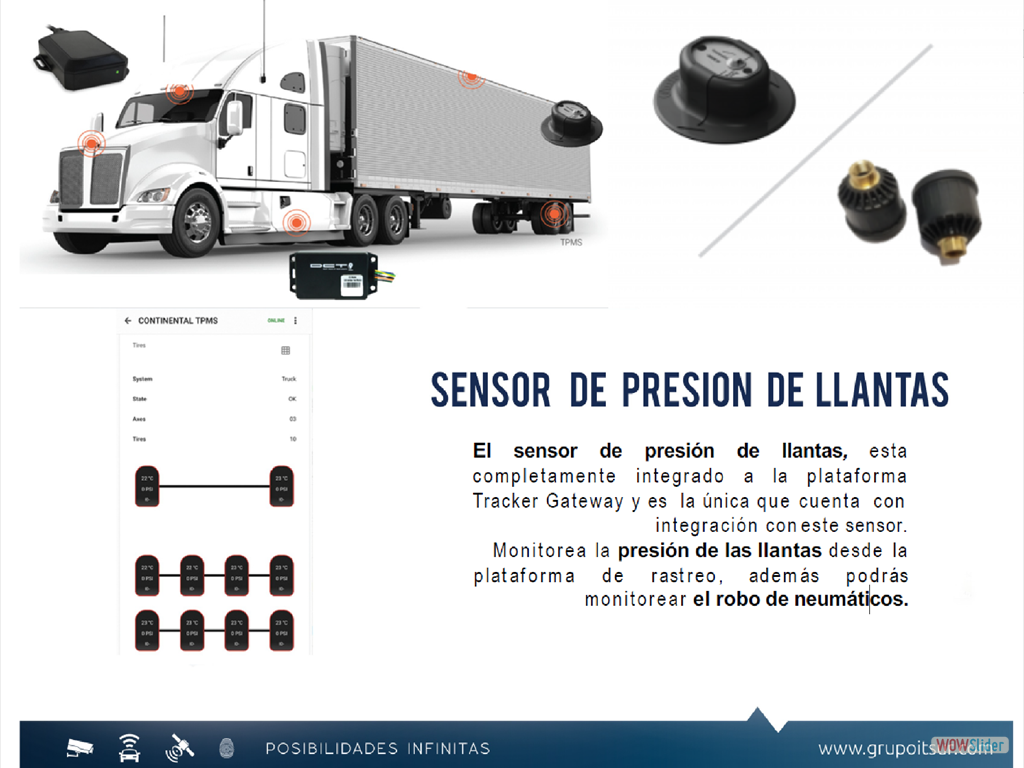 TPMS
DCT
CONTINENTAL TPMS
ONLINE
Tires
System
Truck
State
OK
Axes
03
Tires
10
22 °C
23 °C
0 PSI
0 PSI
22 °C
23 °C
23 °C
23 °C
0 PSI
0 PSI
0 PSI
0 PSI
23 °C
23 °C
23 °C
23 °C
0 PSI
0 PSI
0 PSI
0 PSI
SENSOR DE PRESION DE LLANTAS
El sensor de presión de llantas, esta
completamente integrado a la plataforma
Tracker Gateway y es la única que cuenta con
integración con este sensor.
Monitorea la presión de las llantas desde la
plataforma de rastreo, además podrás
monitorear el robo de neumáticos.
POSIBILIDADES INFINITAS
www.grupoitsur.com
WOWSlider